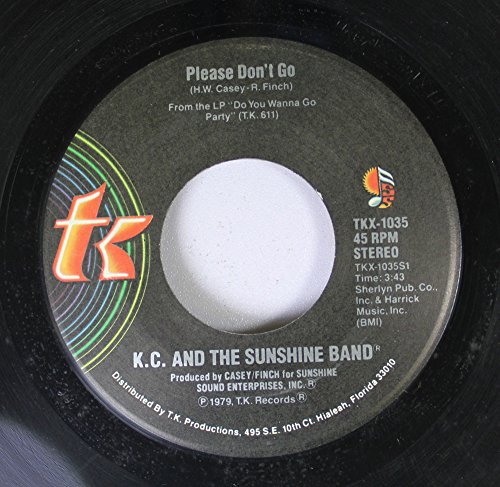 Please Don't Go
(H.W. Casey-R. Finch)
From the LP "Do You Wanna Go
Party" (T.K. 611)
tk
TKX-1035
45 RPM
STEREO
TKX-1035S1
Time: 3:43
Sherlyn Pub. Co.,
Inc. & Harrick
Music, Inc.
(BMI)
K.C. AND THE SUNSHINE BAND®
Produced by CASEY/FINCH for SUNSHINE
SOUND ENTERPRISES, INC.®
Ⓟ1979, T.K. Records®
Distributed By T.K. Productions, 495 S.E. 10th Ct. Hialeah, Florida 33010